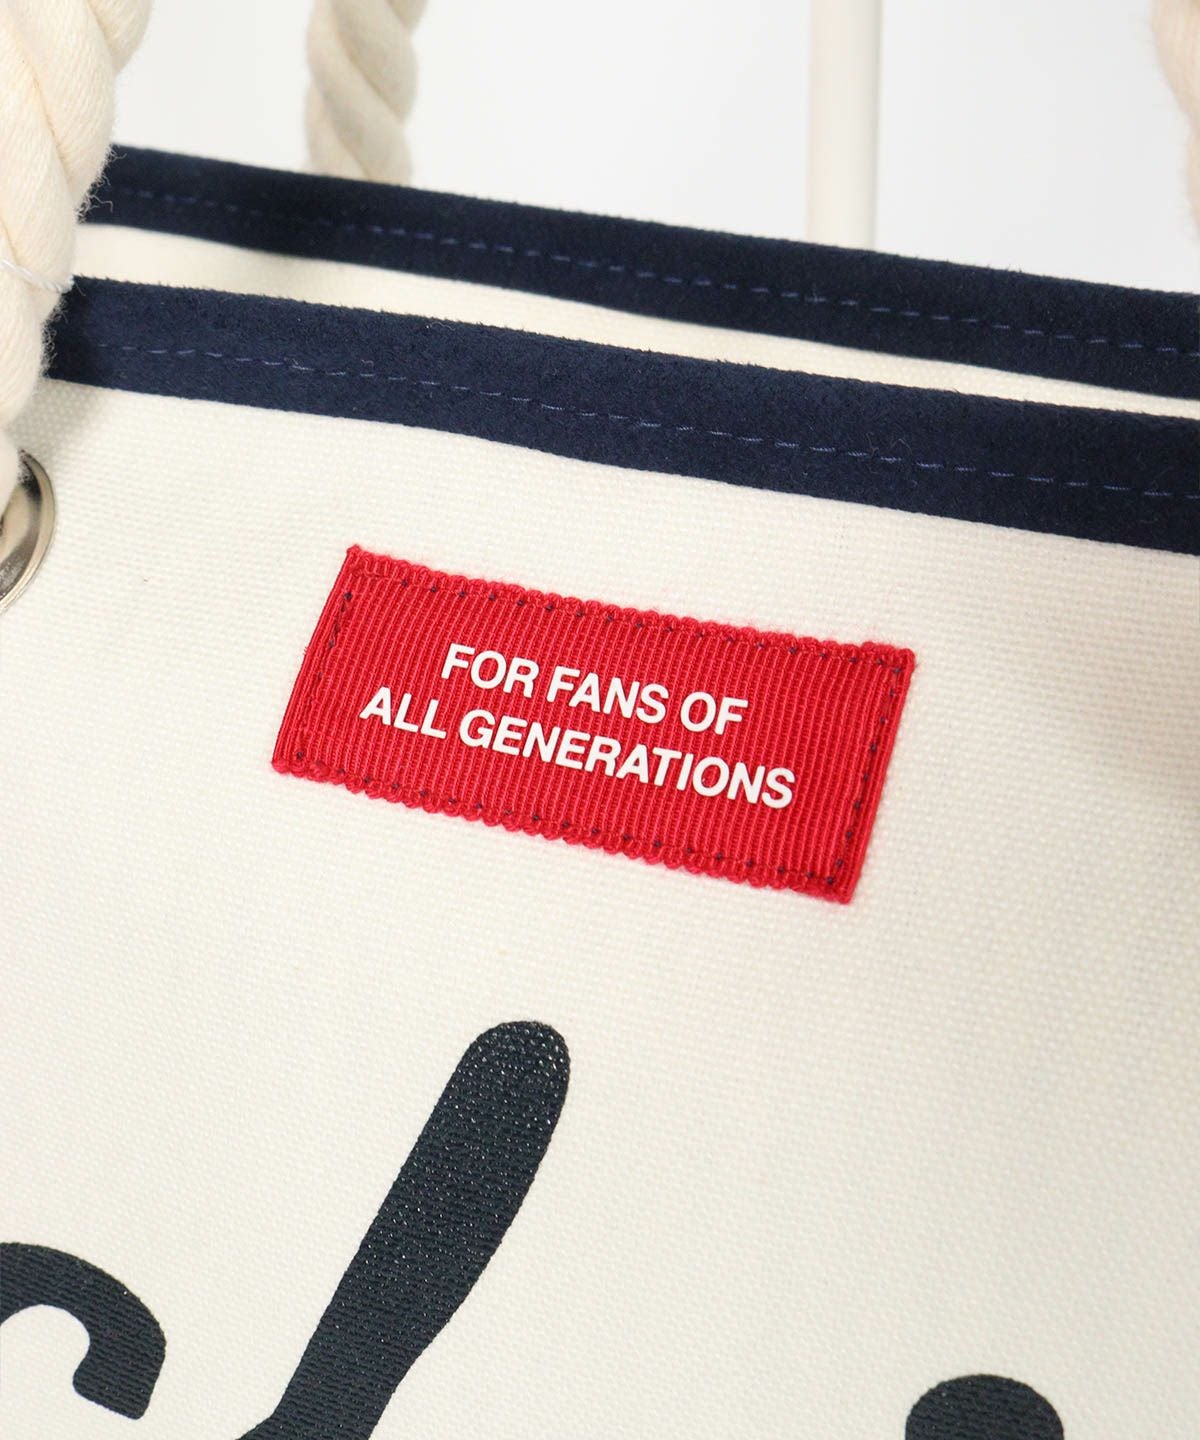 FOR FANS OF
ALL GENERATIONS